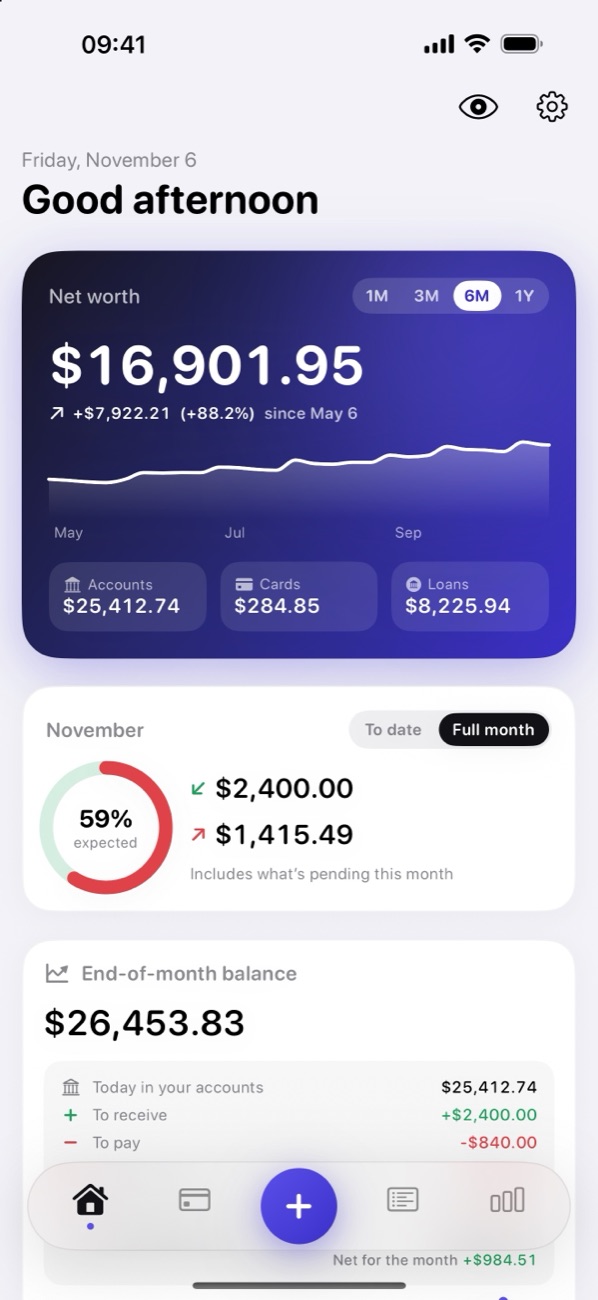 09:41
Friday, November 6
Good afternoon
Net worth
1M 3M 6M 1Y
$16,901.95
+$7,922.21 (+88.2%) since May 6
May Jul Sep
Accounts
$25,412.74
Cards
$284.85
Loans
$8,225.94
November
To date Full month
59%
expected
$2,400.00
$1,415.49
Includes what's pending this month
End-of-month balance
$26,453.83
Today in your accounts $25,412.74
+ To receive +$2,400.00
− To pay -$840.00
Net for the month +$984.51